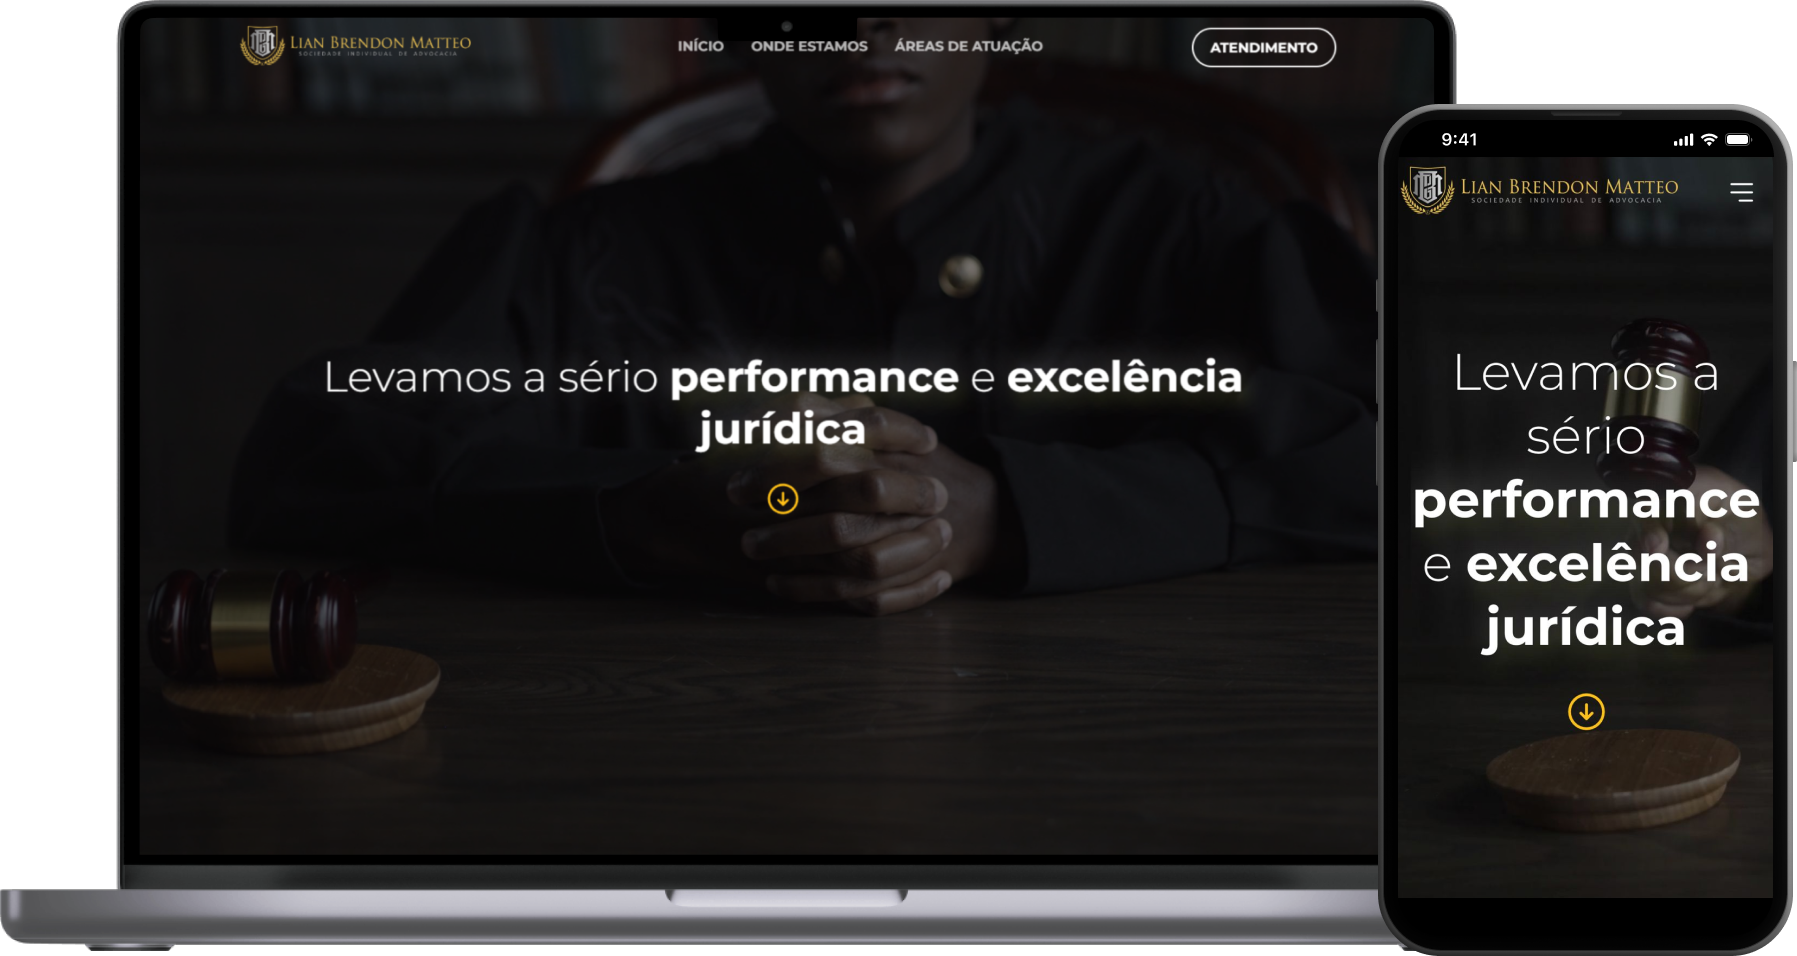 LIAN BRENDON MATTEO
SOCIEDADE INDIVIDUAL DE ADVOCACIA
INÍCIO ONDE ESTAMOS ÁREAS DE ATUAÇÃO
ATENDIMENTO
Levamos a sério performance e excelência
jurídica
9:41
LIAN BRENDON MATTEO
SOCIEDADE INDIVIDUAL DE ADVOCACIA
Levamos a
sério
performance
e excelência
jurídica